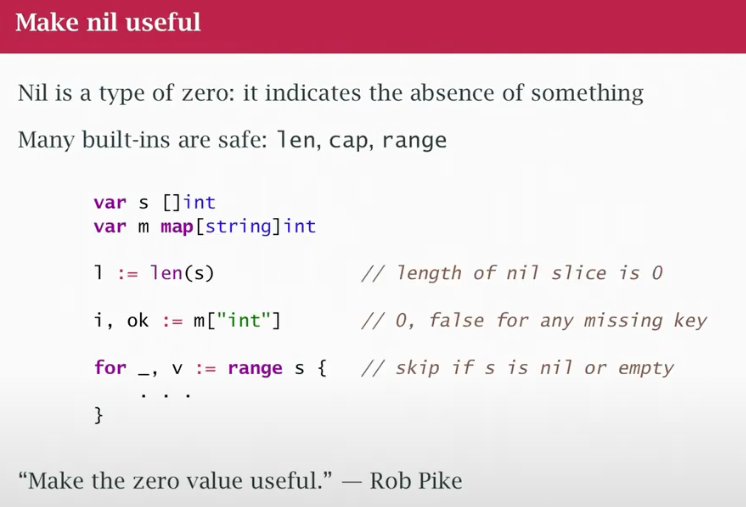 Make nil useful
Nil is a type of zero: it indicates the absence of something
Many built-ins are safe: len, cap, range
var s []int
var m map[string]int
l := len(s) // length of nil slice is 0
i, ok := m["int"] // 0, false for any missing key
for _, v := range s { // skip if s is nil or empty
. . .
}
“Make the zero value useful.” — Rob Pike